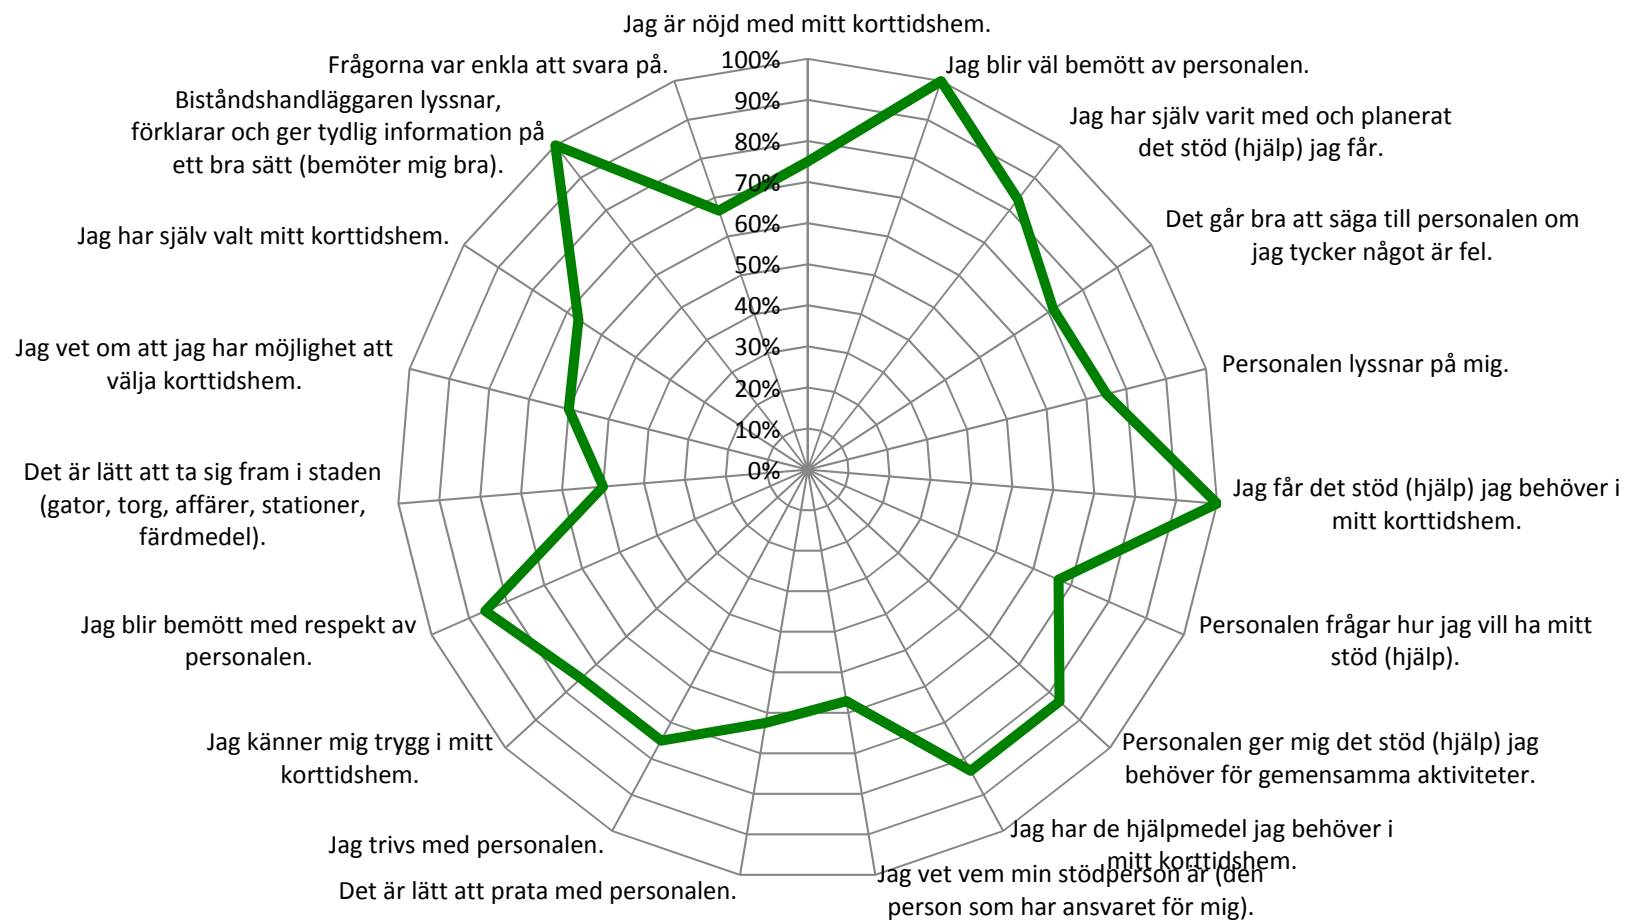 Jag är nöjd med mitt korttidshem.
Jag blir väl bemött av personalen.
Jag har själv varit med och planerat
det stöd (hjälp) jag får.
Det går bra att säga till personalen om
jag tycker något är fel.
Personalen lyssnar på mig.
Jag får det stöd (hjälp) jag behöver i
mitt korttidshem.
Personalen frågar hur jag vill ha mitt
stöd (hjälp).
Personalen ger mig det stöd (hjälp) jag
behöver för gemensamma aktiviteter.
Jag har de hjälpmedel jag behöver i
mitt korttidshem.
Jag vet vem min stödperson är (den
person som har ansvaret för mig).
Det är lätt att prata med personalen.
Jag trivs med personalen.
Jag känner mig trygg i mitt
korttidshem.
Jag blir bemött med respekt av
personalen.
Det är lätt att ta sig fram i staden
(gator, torg, affärer, stationer,
färdmedel).
Jag vet om att jag har möjlighet att
välja korttidshem.
Jag har själv valt mitt korttidshem.
Biståndshandläggaren lyssnar,
förklarar och ger tydlig information på
ett bra sätt (bemöter mig bra).
Frågorna var enkla att svara på.
100%
90%
80%
70%
60%
50%
40%
30%
20%
10%
0%